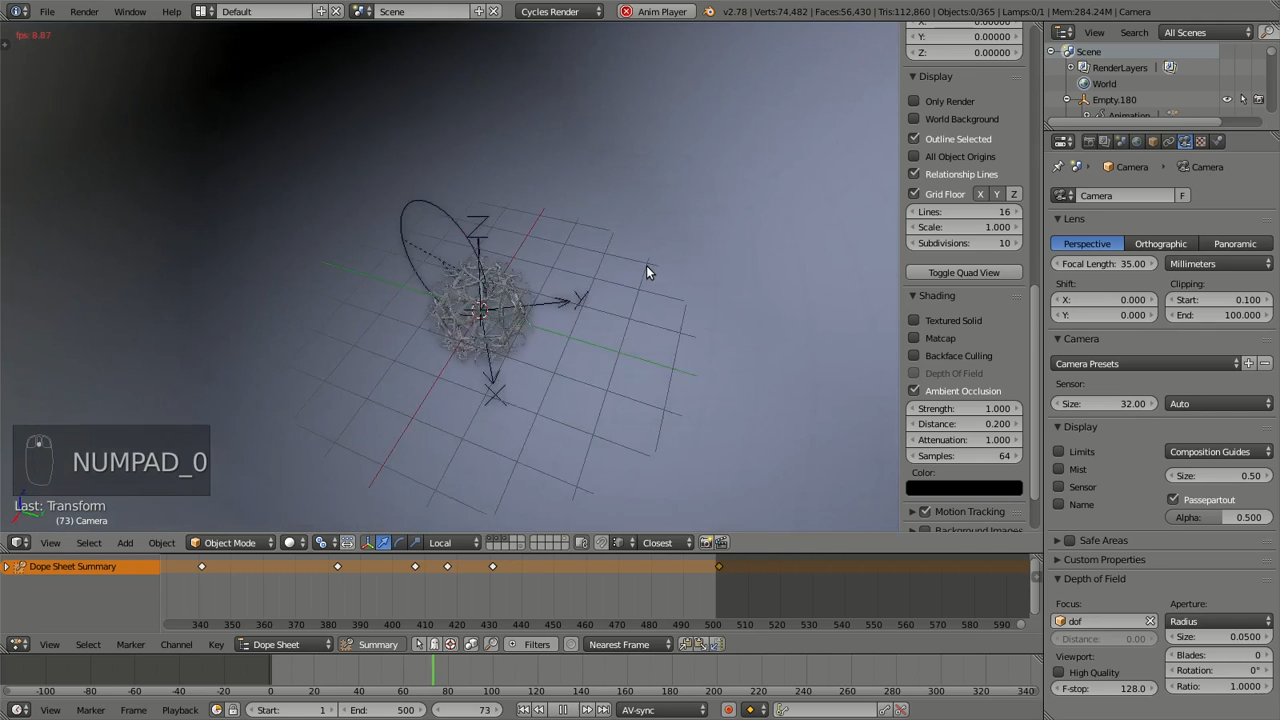 File Render Window Help Default Scene Cycles Render Anim Player v2.78 | Verts:74,482 | Faces:56,430 | Tris:112,860 | Objects:0/365 | Lamps:0/1 | Mem:284.24M | Camera
fps: 8.87
Y: 0.00000
Z: 0.00000
Display
Only Render
World Background
Outline Selected
All Object Origins
Relationship Lines
Grid Floor X Y Z
Lines: 16
Scale: 1.000
Subdivisions: 10
Toggle Quad View
Shading
Textured Solid
Matcap
Backface Culling
Depth Of Field
Ambient Occlusion
Strength: 1.000
Distance: 0.200
Attenuation: 1.000
Samples: 64
Color:
Motion Tracking
View Search All Scenes
Scene
RenderLayers
World
Empty.180
Animation
Camera Camera
Camera F
Lens
Perspective Orthographic Panoramic
Focal Length: 35.00 Millimeters
Shift: Clipping:
X: 0.000 Start: 0.100
Y: 0.000 End: 100.000
Camera
Camera Presets
Sensor:
Size: 32.00 Auto
Display
Limits Composition Guides
Mist Size: 0.50
Sensor Passepartout
Name Alpha: 0.500
Safe Areas
Custom Properties
Depth of Field
Focus: Aperture:
dof Radius
Distance: 0.00 Size: 0.0500
Viewport: Blades: 0
High Quality Rotation: 0°
F-stop: 128.0 Ratio: 1.0000
Z
Y
X
NUMPAD_0
Last: Transform
(73) Camera
View Select Add Object Object Mode Local Closest
Dope Sheet Summary
340 350 360 370 380 390 400 410 420 430 440 450 460 470 480 490 500 510 520 530 540 550 560 570 580 590
View Select Marker Channel Key Dope Sheet Summary Filters Nearest Frame
-100 -80 -60 -40 -20 0 20 40 60 80 100 120 140 160 180 200 220 240 260 280 300 320 340
View Marker Frame Playback Start: 1 End: 500 73 AV-sync